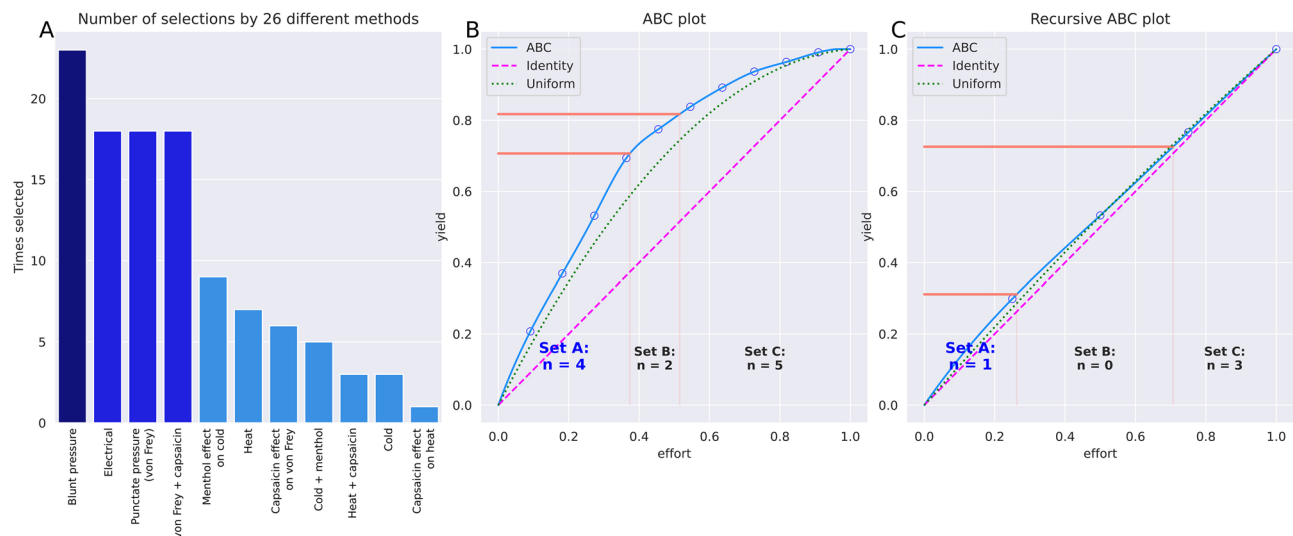 A
Number of selections by 26 different methods
Times selected
20
15
10
5
0
Blunt pressure
Electrical
Punctate pressure
(von Frey)
von Frey + capsaicin
Menthol effect
on cold
Heat
Capsaicin effect
on von Frey
Cold + menthol
Heat + capsaicin
Cold
Capsaicin effect
on heat
B
ABC plot
ABC
Identity
Uniform
yield
1.0
0.8
0.6
0.4
0.2
0.0
Set A:
n = 4
Set B:
n = 2
Set C:
n = 5
0.0
0.2
0.4
0.6
0.8
1.0
effort
C
Recursive ABC plot
ABC
Identity
Uniform
yield
1.0
0.8
0.6
0.4
0.2
0.0
Set A:
n = 1
Set B:
n = 0
Set C:
n = 3
0.0
0.2
0.4
0.6
0.8
1.0
effort